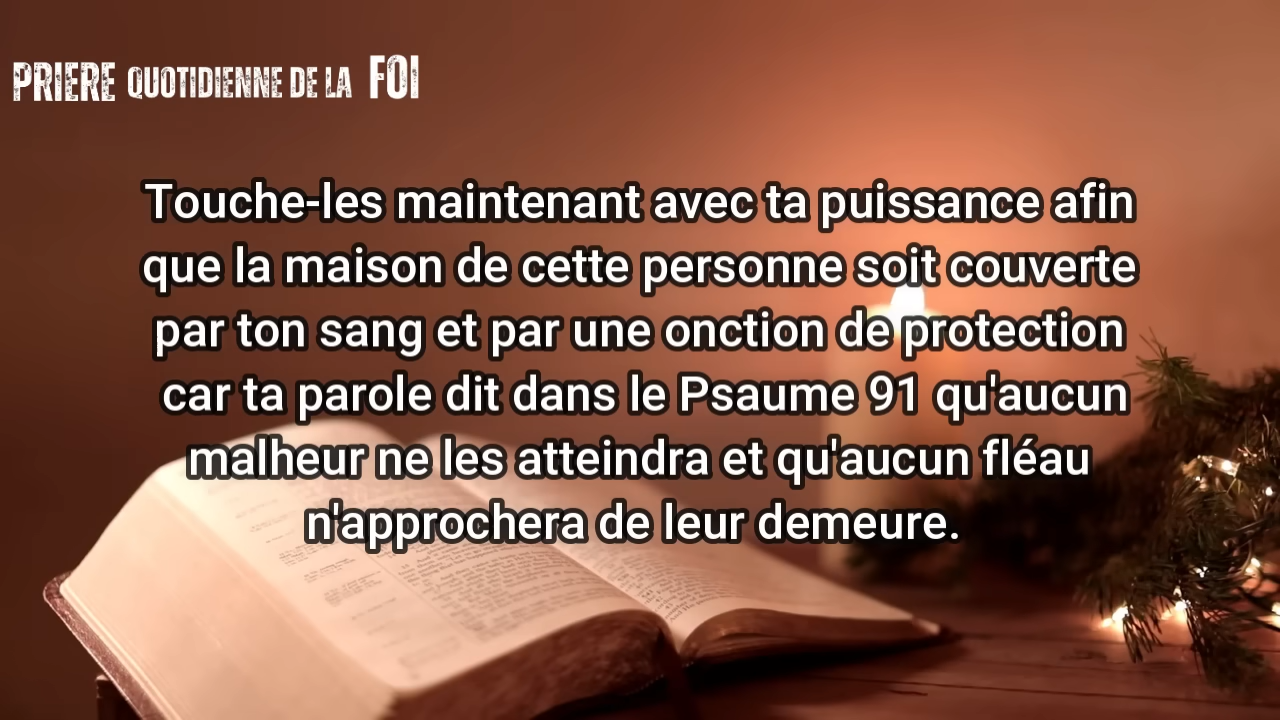 PRIERE QUOTIDIENNE DE LA FOI
Touche-les maintenant avec ta puissance afin
que la maison de cette personne soit couverte
par ton sang et par une onction de protection
car ta parole dit dans le Psaume 91 qu'aucun
malheur ne les atteindra et qu'aucun fléau
n'approchera de leur demeure.